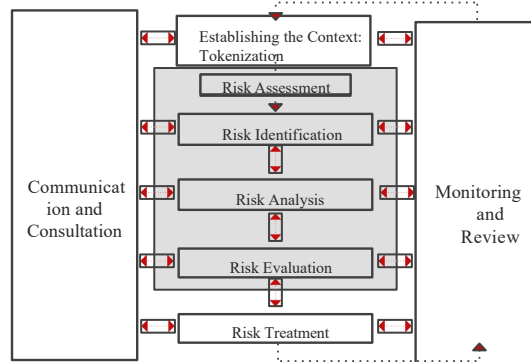 Establishing the Context:
Tokenization
Risk Assessment
Risk Identification
Communicat
ion and
Consultation
Risk Analysis
Monitoring
and
Review
Risk Evaluation
Risk Treatment